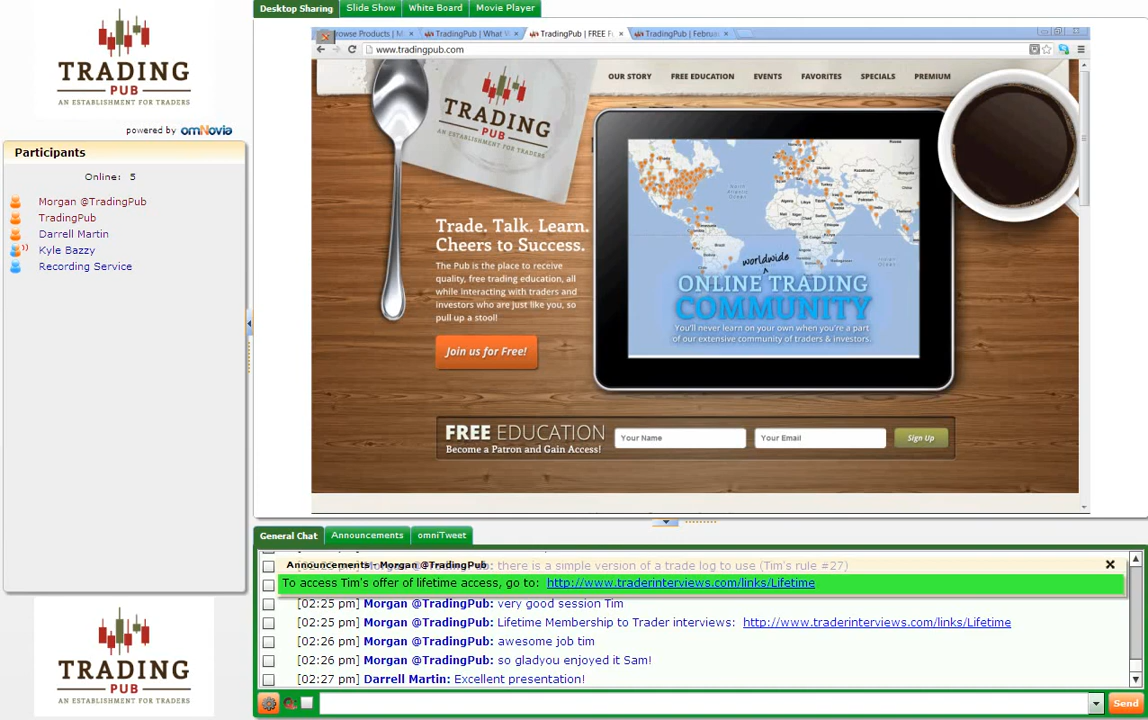 TRADING
PUB
AN ESTABLISHMENT FOR TRADERS
powered by omNovia
Participants
Online: 5
Morgan @TradingPub
TradingPub
Darrell Martin
Kyle Bazzy
Recording Service
TRADING
PUB
AN ESTABLISHMENT FOR TRADERS
Desktop Sharing Slide Show White Board Movie Player
rowse Products | M TradingPub | What TradingPub | FREE F TradingPub | Februa
www.tradingpub.com
OUR STORY FREE EDUCATION EVENTS FAVORITES SPECIALS PREMIUM
TRADING
PUB
AN ESTABLISHMENT FOR TRADERS
Trade. Talk. Learn.
Cheers to Success.
The Pub is the place to receive
quality, free trading education, all
while interacting with traders and
investors who are just like you, so
pull up a stool!
Join us for Free!
worldwide
ONLINE TRADING
COMMUNITY
You'll never learn on your own when you're a part
of our extensive community of traders & investors.
FREE EDUCATION
Become a Patron and Gain Access!
Your Name Your Email Sign Up
General Chat Announcements omniTweet
Announcements - Morgan @TradingPub
there is a simple version of a trade log to use (Tim's rule #27)
To access Tim's offer of lifetime access, go to: http://www.traderinterviews.com/links/Lifetime
[02:25 pm] Morgan @TradingPub: very good session Tim
[02:25 pm] Morgan @TradingPub: Lifetime Membership to Trader interviews: http://www.traderinterviews.com/links/Lifetime
[02:26 pm] Morgan @TradingPub: awesome job tim
[02:26 pm] Morgan @TradingPub: so gladyou enjoyed it Sam!
[02:27 pm] Darrell Martin: Excellent presentation!
Send